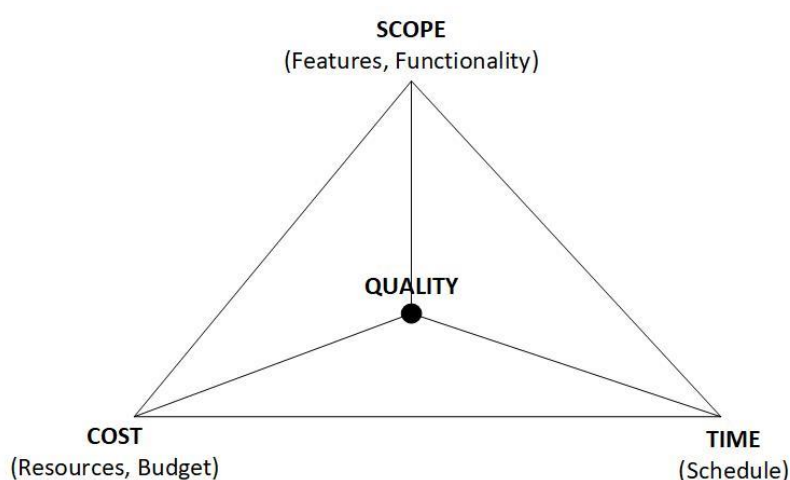 SCOPE
(Features, Functionality)
QUALITY
COST
(Resources, Budget)
TIME
(Schedule)